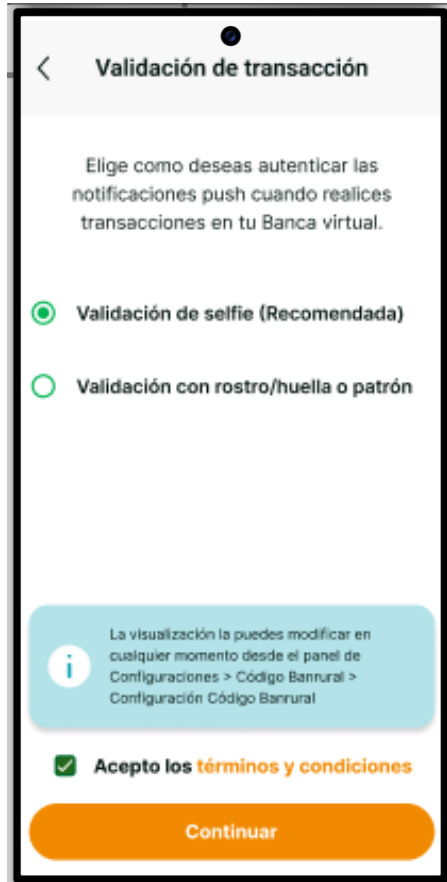 Validación de transacción
Elige como deseas autenticar las
notificaciones push cuando realices
transacciones en tu Banca virtual.
Validación de selfie (Recomendada)
Validación con rostro/huella o patrón
La visualización la puedes modificar en
cualquier momento desde el panel de
Configuraciones > Código Banrural >
Configuración Código Banrural
Acepto los términos y condiciones
Continuar